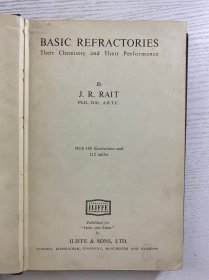 BASIC REFRACTORIES
Their Chemistry and Their Performance
By
J. R. RAIT
Ph.D., D.Sc., A.R.T.C.
With 188 illustrations and
112 tables
ILIFFE
Published for
"IRON AND STEEL"
by
ILIFFE & SONS, LTD.
LONDON, BIRMINGHAM, COVENTRY, MANCHESTER AND GLASGOW